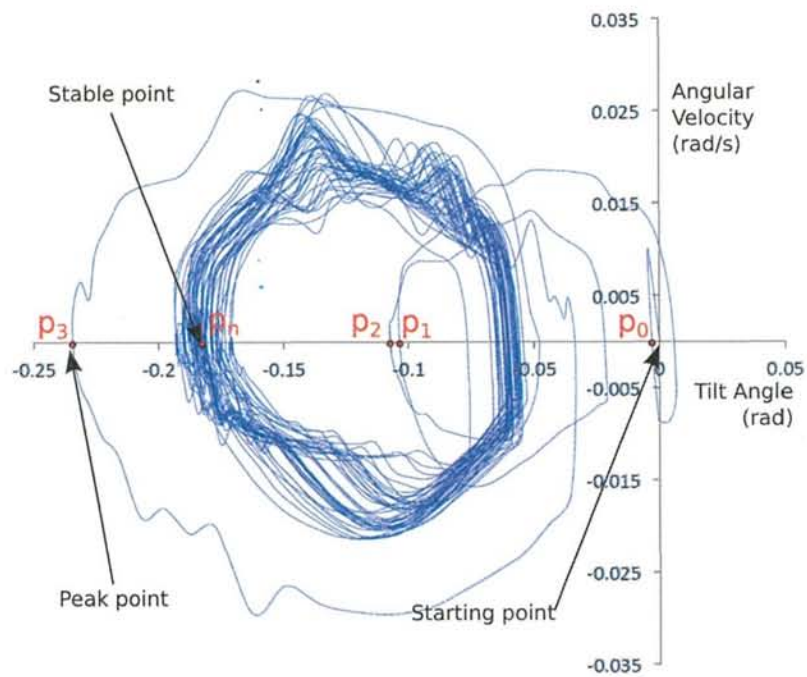 0.035
Angular
Velocity
(rad/s)
0.025
Stable point
0.015
0.005
p3
pn
p2
p1
p0
-0.25
-0.2
-0.15
-0.1
-0.05
0
0.05
-0.005
Tilt Angle
(rad)
-0.015
-0.025
Peak point
Starting point
-0.035